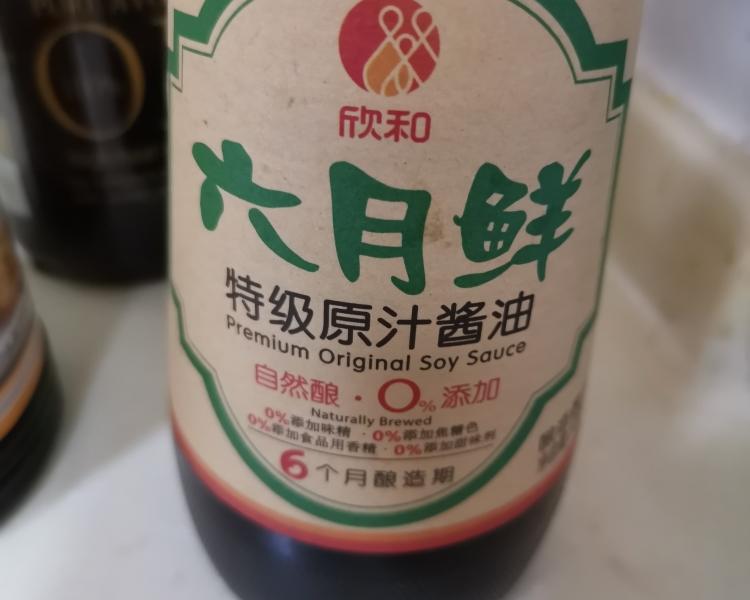 欣和
六月鲜
特级原汁酱油
Premium Original Soy Sauce
自然酿·0%添加
Naturally Brewed
0%添加味精·0%添加焦糖色
0%添加食品用香精·0%添加甜味剂
6个月酿造期